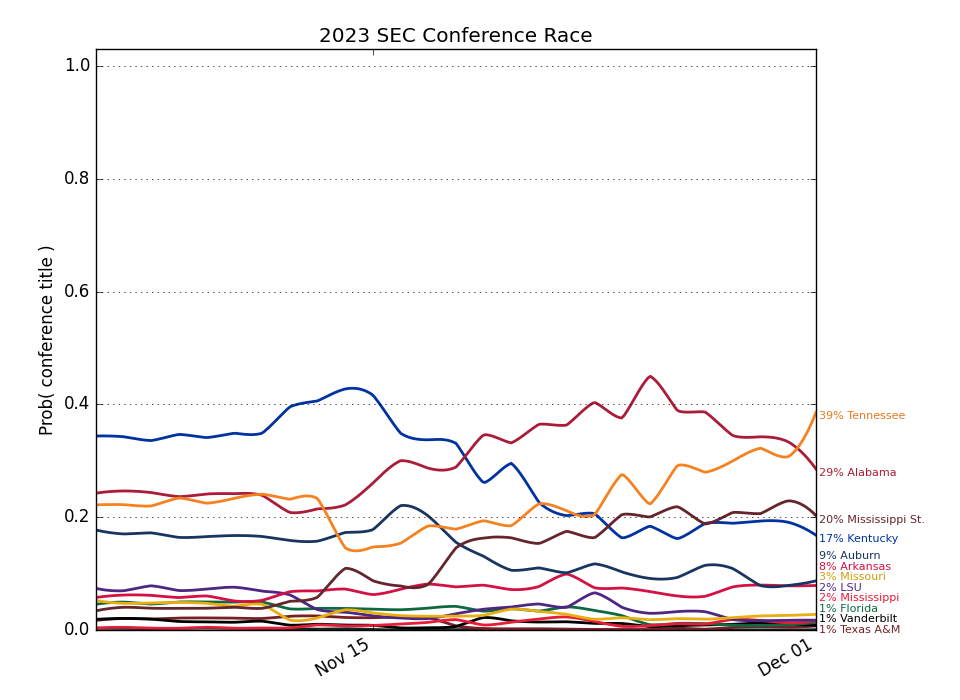 2023 SEC Conference Race
Prob( conference title )
1.0
0.8
0.6
0.4
0.2
0.0
Nov 15
Dec 01
39% Tennessee
29% Alabama
20% Mississippi St.
17% Kentucky
9% Auburn
8% Arkansas
3% Missouri
2% LSU
2% Mississippi
1% Florida
1% Vanderbilt
1% Texas A&M